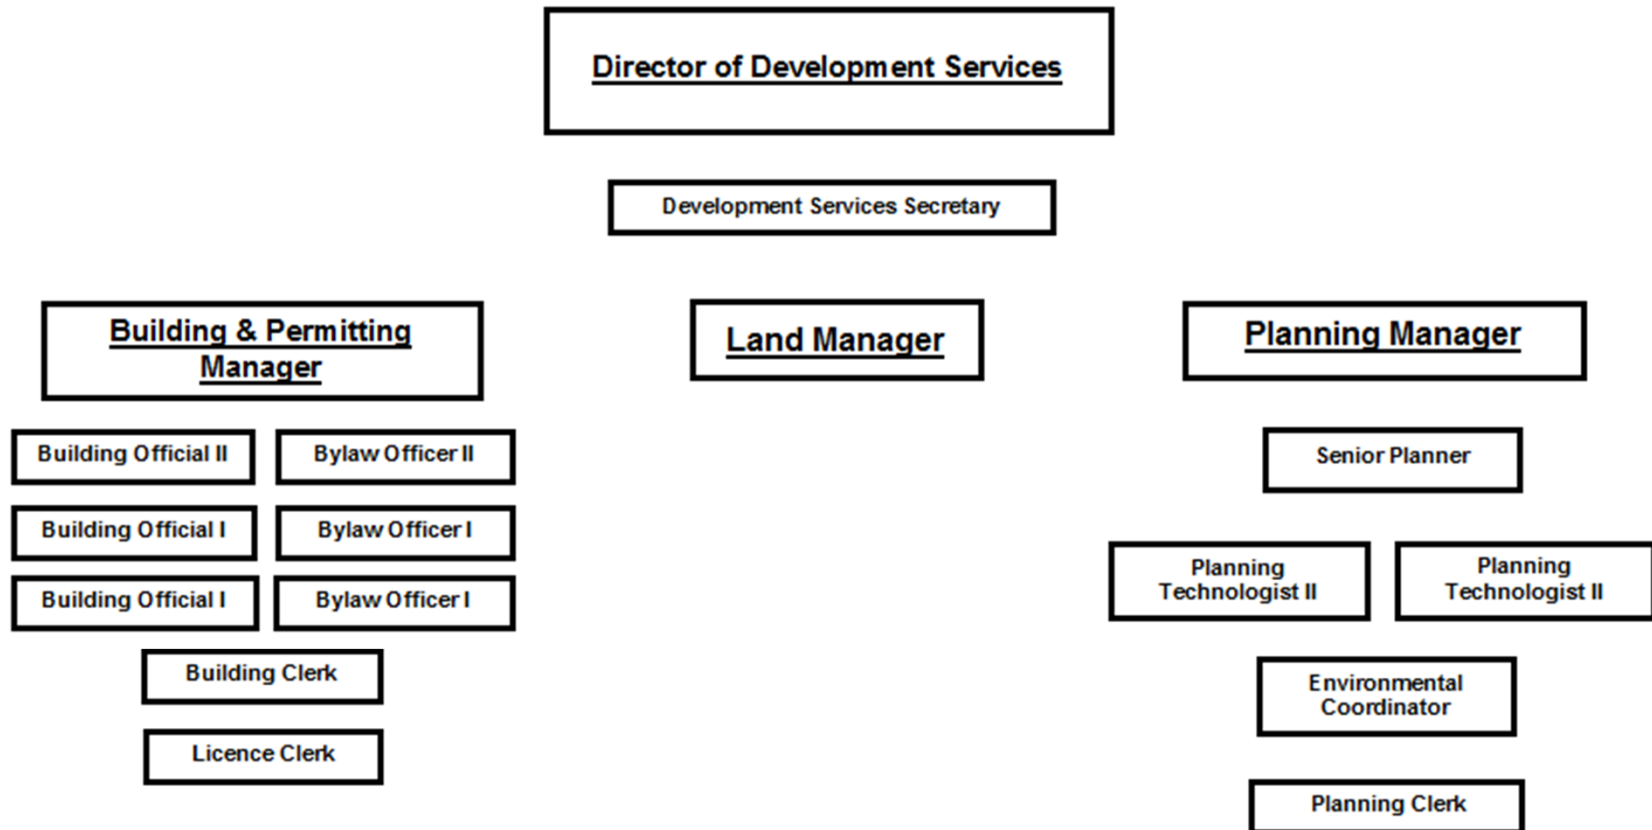 Director of Development Services
Development Services Secretary
Building & Permitting
Manager
Land Manager
Planning Manager
Building Official II
Bylaw Officer II
Building Official I
Bylaw Officer I
Building Official I
Bylaw Officer I
Building Clerk
Licence Clerk
Senior Planner
Planning
Technologist II
Planning
Technologist II
Environmental
Coordinator
Planning Clerk